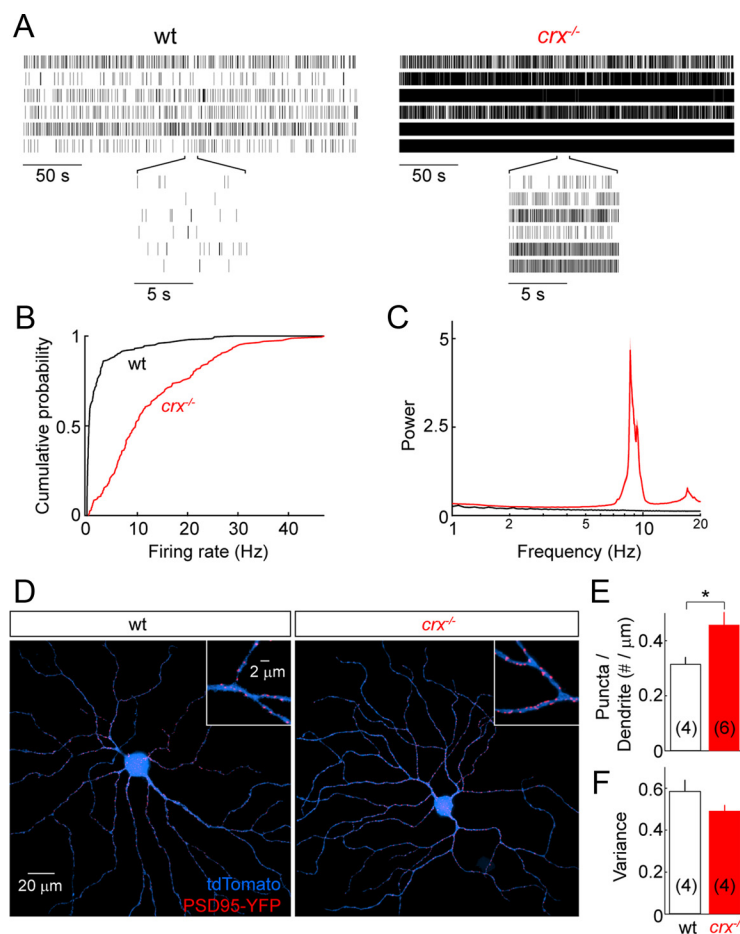 A
wt
crx-/-
50 s
50 s
5 s
5 s
B
C
1
0.5
0
Cumulative probability
wt
crx-/-
0
10
20
30
40
Firing rate (Hz)
5
2.5
0
Power
1
2
6
10
20
Frequency (Hz)
D
wt
crx-/-
2 µm
20 µm
tdTomato
PSD95-YFP
E
*
Puncta /
Dendrite (# / µm)
0.4
0.2
0
(4)
(6)
F
Variance
0.6
0.4
0.2
0
(4)
(4)
wt
crx-/-